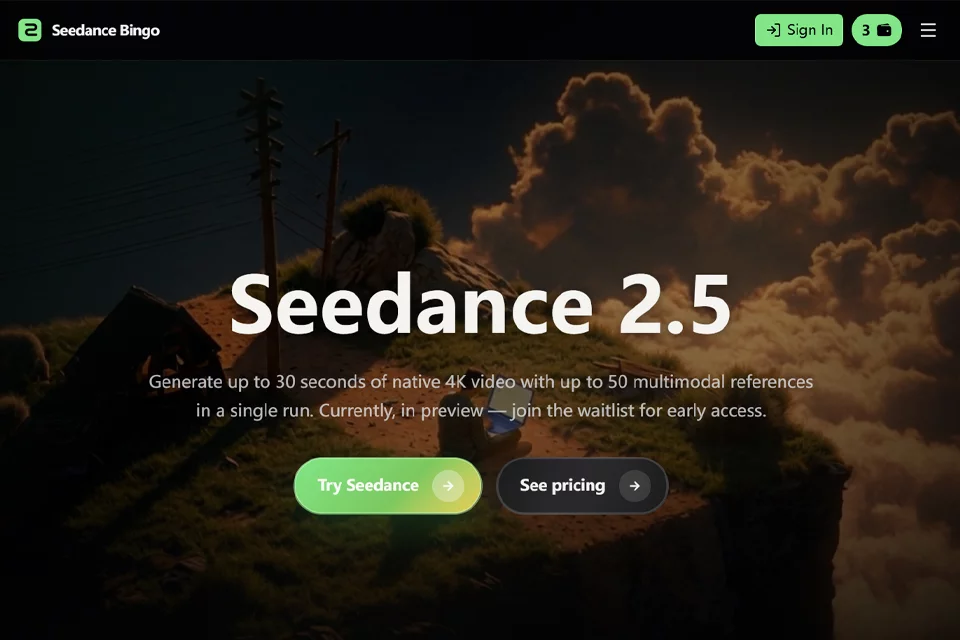 Seedance Bingo
Sign In
3
Seedance 2.5
Generate up to 30 seconds of native 4K video with up to 50 multimodal references
in a single run. Currently, in preview — join the waitlist for early access.
Try Seedance
See pricing